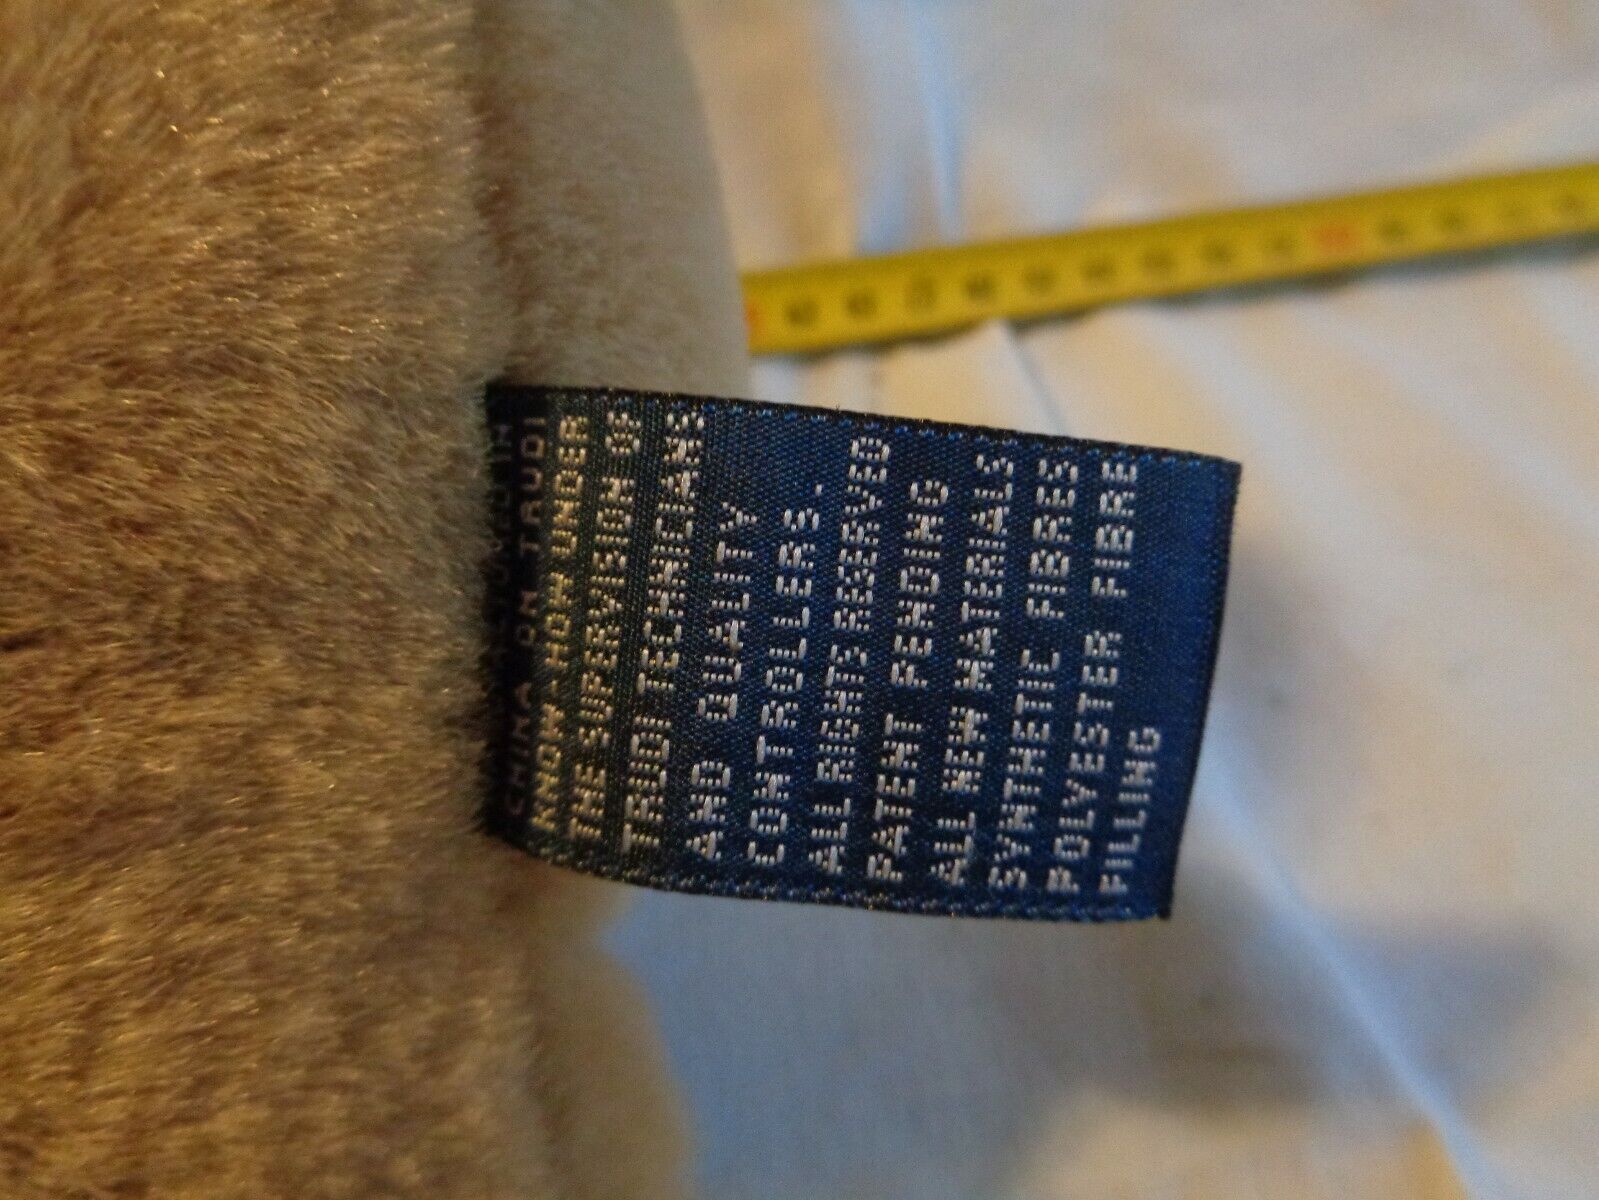 CHINA ON TRUDI
KNOW-HOW UNDER
THE SUPERVISION OF
TRUDI TECHNICIANS
AND QUALITY
CONTROLLERS.
ALL RIGHTS RESERVED
PATENT PENDING
ALL NEW MATERIALS
SYNTHETIC FIBRES
POLYESTER FIBRE
FILLING